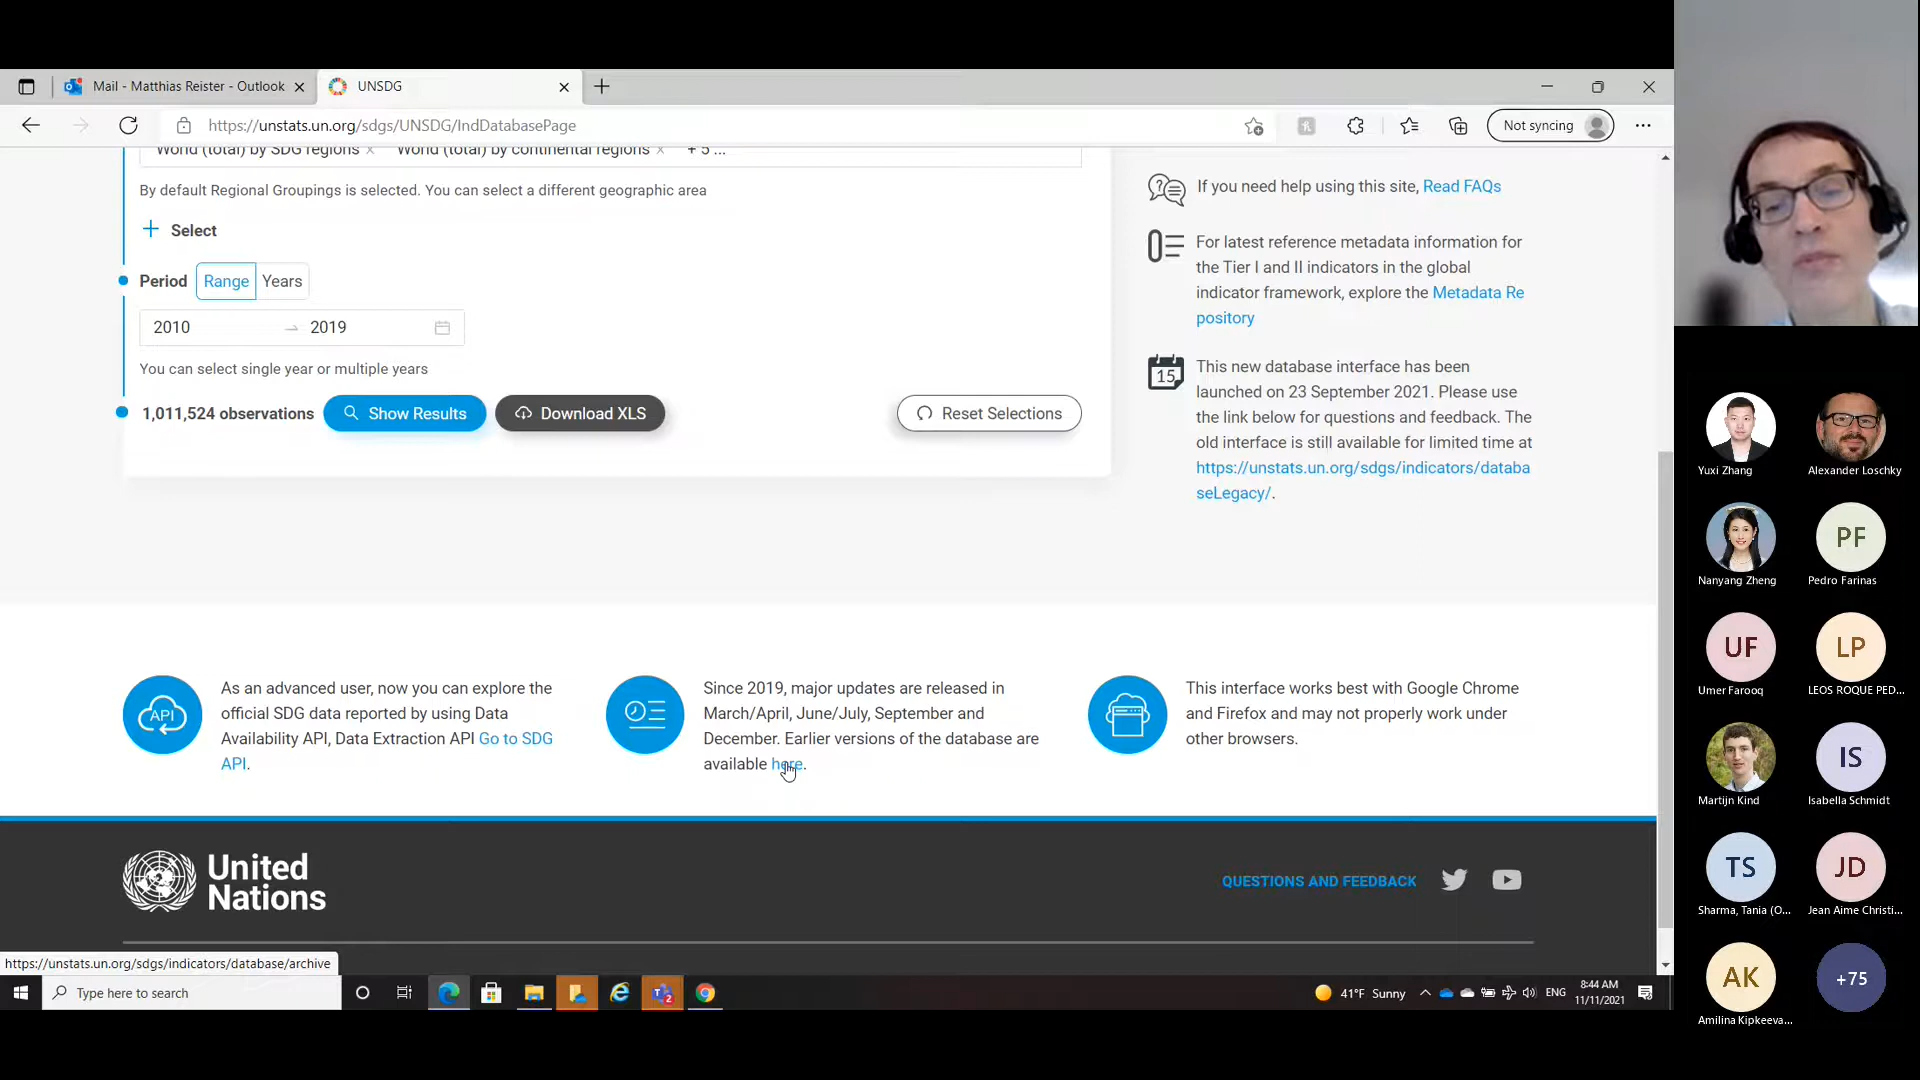 Mail - Matthias Reister - Outlook
UNSDG
https://unstats.un.org/sdgs/UNSDG/IndDatabasePage
Not syncing
World (total) by SDG regions × World (total) by continental regions × + 5 ...
By default Regional Groupings is selected. You can select a different geographic area
+ Select
Period Range Years
2010 → 2019
You can select single year or multiple years
1,011,524 observations Show Results Download XLS Reset Selections
If you need help using this site, Read FAQs
For latest reference metadata information for
the Tier I and II indicators in the global
indicator framework, explore the Metadata Re
pository
15
This new database interface has been
launched on 23 September 2021. Please use
the link below for questions and feedback. The
old interface is still available for limited time at
https://unstats.un.org/sdgs/indicators/databa
seLegacy/.
API
As an advanced user, now you can explore the
official SDG data reported by using Data
Availability API, Data Extraction API Go to SDG
API.
Since 2019, major updates are released in
March/April, June/July, September and
December. Earlier versions of the database are
available here.
This interface works best with Google Chrome
and Firefox and may not properly work under
other browsers.
United
Nations
QUESTIONS AND FEEDBACK
https://unstats.un.org/sdgs/indicators/database/archive
Type here to search
2
41°F Sunny
ENG
8:44 AM
11/11/2021
Yuxi Zhang
Alexander Loschky
Nanyang Zheng
PF
Pedro Farinas
UF
Umer Farooq
LP
LEOS ROQUE PED...
Martijn Kind
IS
Isabella Schmidt
TS
Sharma, Tania (O...
JD
Jean Aime Christi...
AK
Amilina Kipkeeva...
+75